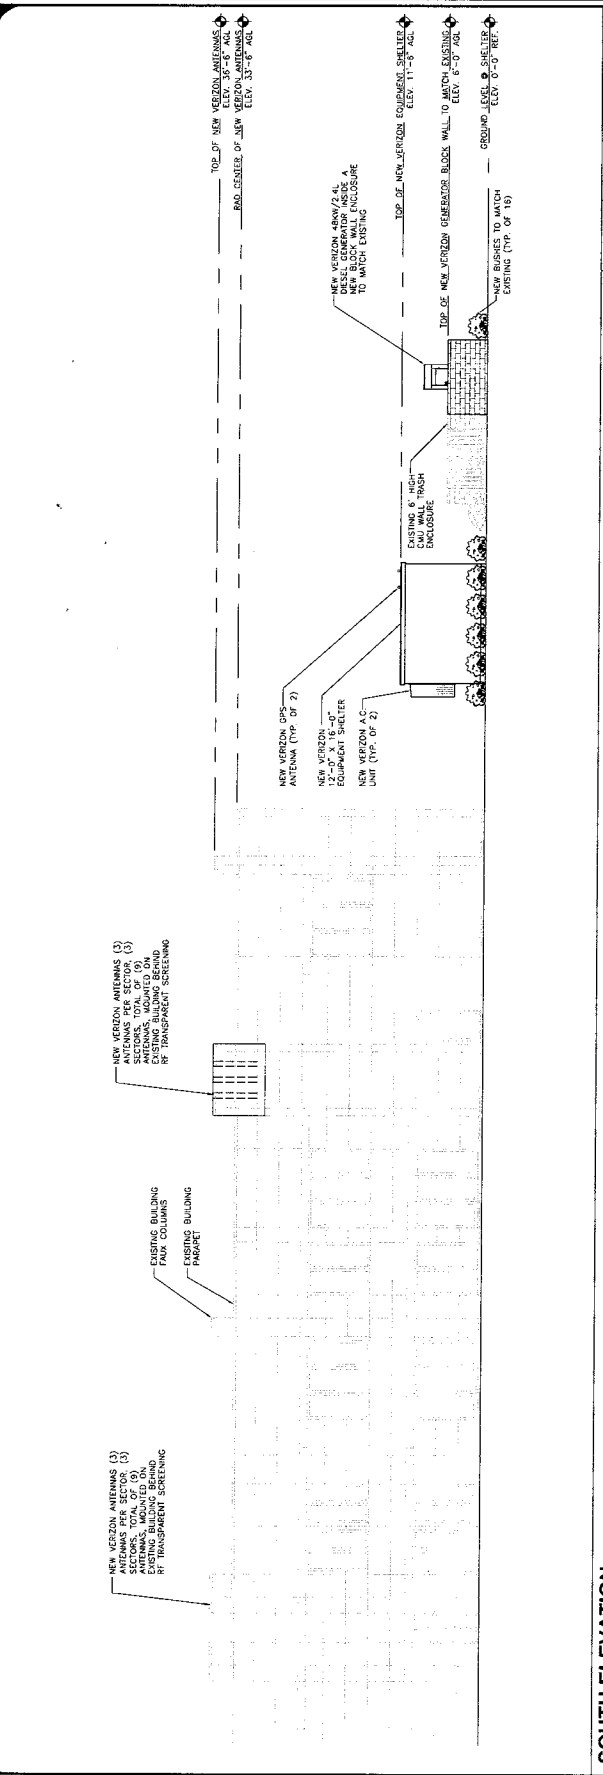 NEW VERIZON ANTENNAS (3)
ANTENNAS PER SECTOR, (3)
SECTORS, TOTAL OF (9)
ANTENNAS, MOUNTED ON
EXISTING BUILDING BEHIND
RF TRANSPARENT SCREENING
EXISITNG BUILDING
FAUX COLUMNS
EXISITNG BUILDING
PARAPET
NEW VERIZON ANTENNAS (3)
ANTENNAS PER SECTOR, (3)
SECTORS, TOTAL OF (9)
ANTENNAS, MOUNTED ON
EXISTING BUILDING BEHIND
RF TRANSPARENT SCREENING
NEW VERIZON GPS
ANTENNA (TYP. OF 2)
NEW VERIZON
12'-0" X 16'-0"
EQUIPMENT SHELTER
NEW VERIZON A.C.
UNIT (TYP. OF 2)
EXISTING 6' HIGH
CMU WALL TRASH
ENCLOSURE
NEW VERIZON 48KW/2.4L
DIESEL GENERATOR INSIDE A
NEW BLOCK WALL ENCLOSURE
TO MATCH EXISTING
TOP OF NEW VERIZON ANTENNAS
ELEV. 36'-6" AGL
RAD CENTER OF NEW VERIZON ANTENNAS
ELEV. 33'-6" AGL
TOP OF NEW VERIZON EQUIPMENT SHELTER
ELEV. 11'-6" AGL
TOP OF NEW VERIZON GENERATOR BLOCK WALL TO MATCH EXISTING
ELEV. 6'-0" AGL
GROUND LEVEL @ SHELTER
ELEV. 0'-0" REF.
NEW BUSHES TO MATCH
EXISTING (TYP. OF 16)
SOUTH ELEVATION